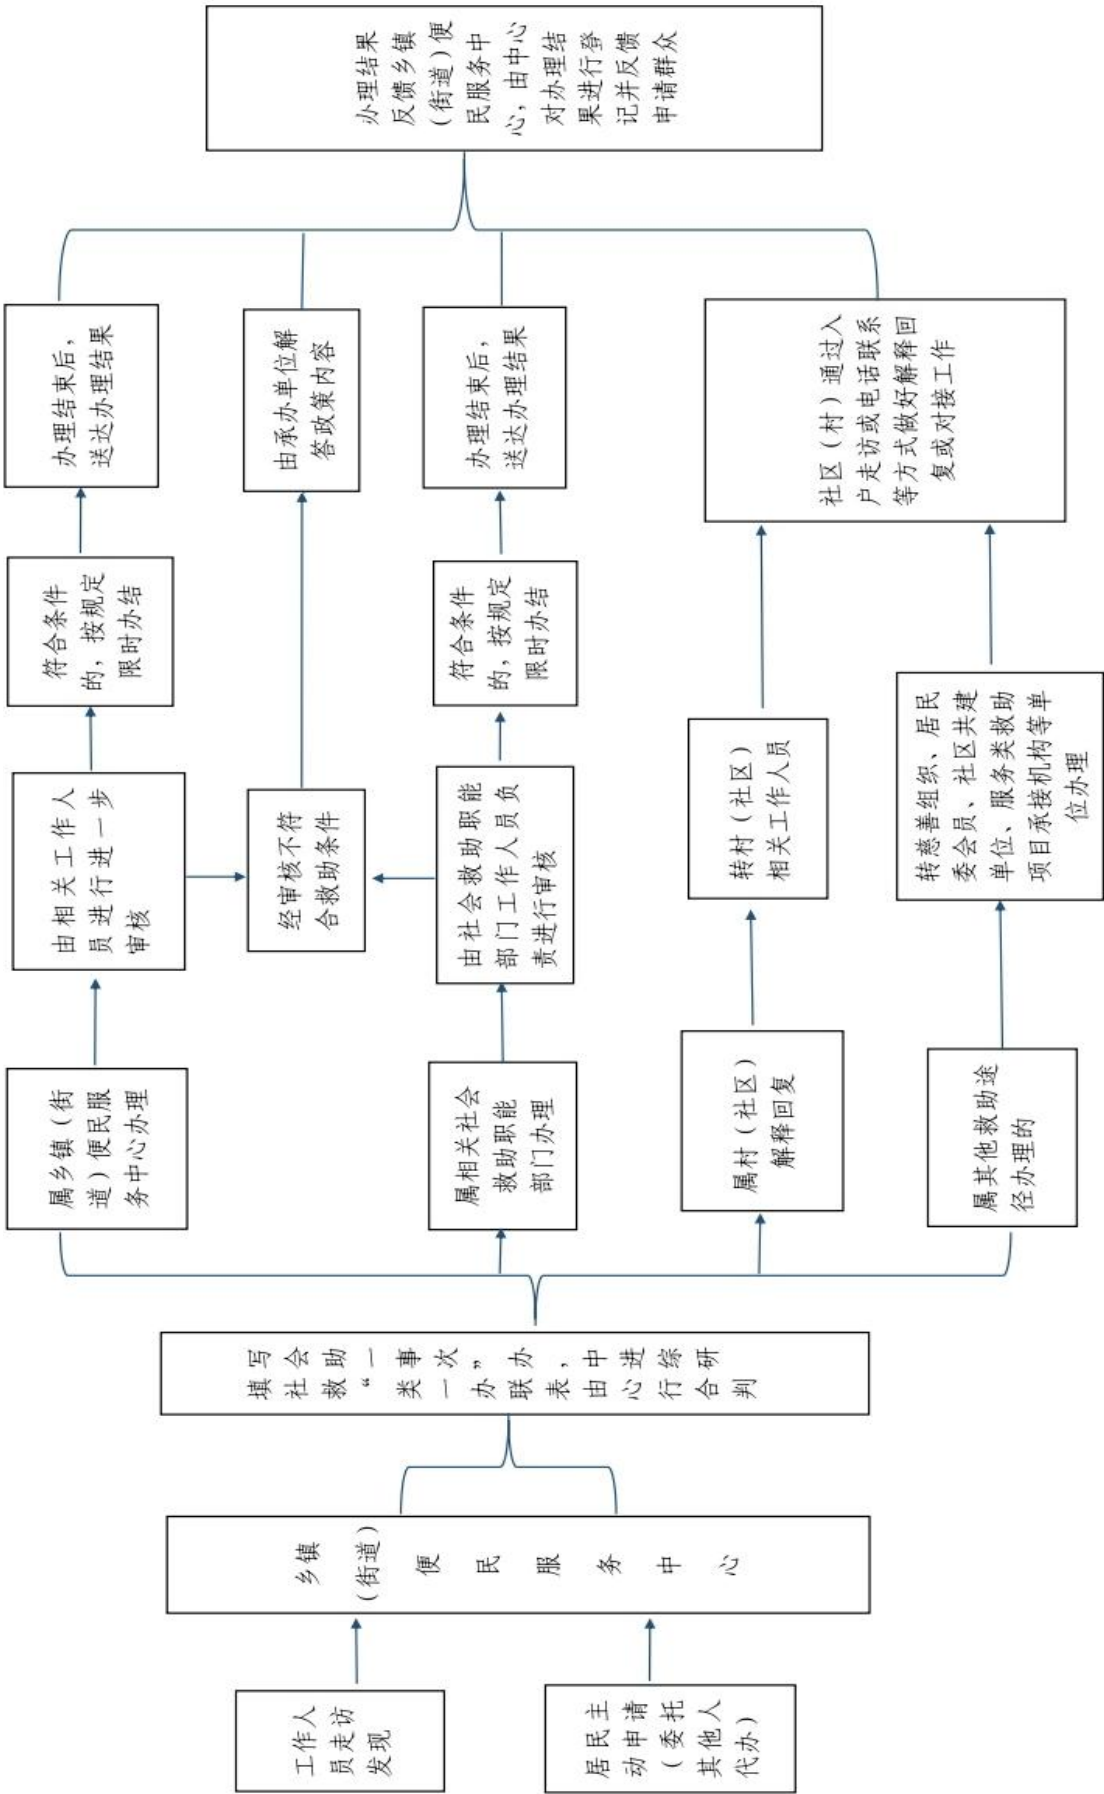 工作人
员走访
发现
居民主
动申请
（委托
其他人
代办）
乡镇
（街道）
便
民
服
务
中
心
填写
社会
救助
“一
类事
一次
办”
联办
表，
由中
心进
行综
合研
判
属乡镇（街
道）便民服
务中心办理
属相关社会
救助职能
部门办理
属村（社区）
解释回复
属其他救助途
径办理的
由相关工作人
员进行进一步
审核
经审核不符
合救助条件
由社会救助职能
部门工作人员负
责进行审核
转村（社区）
相关工作人员
转慈善组织、居民
委会员、社区共建
单位、服务类救助
项目承接机构等单
位办理
符合条件
的，按规定
限时办结
符合条件
的，按规定
限时办结
办理结束后，
送达办理结果
由承办单位解
答政策内容
办理结束后，
送达办理结果
社区（村）通过入
户走访或电话联系
等方式做好解释回
复或对接工作
办理结果
反馈乡镇
（街道）便
民服务中
心，由中心
对办理结
果进行登
记并反馈
申请群众